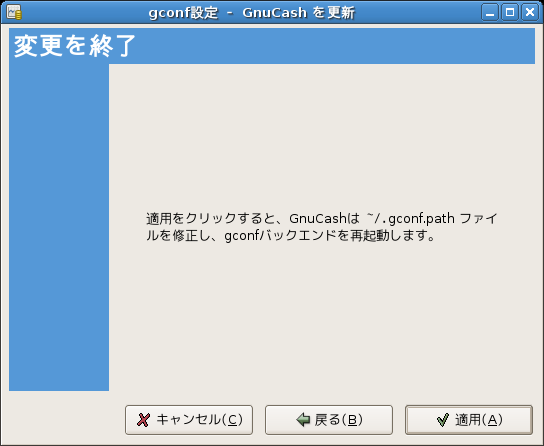 gconf設定 - GnuCash を更新
変更を終了
適用をクリックすると、GnuCashは ~/.gconf.path ファイ
ルを修正し、gconfバックエンドを再起動します。
キャンセル(C) 戻る(B) 適用(A)